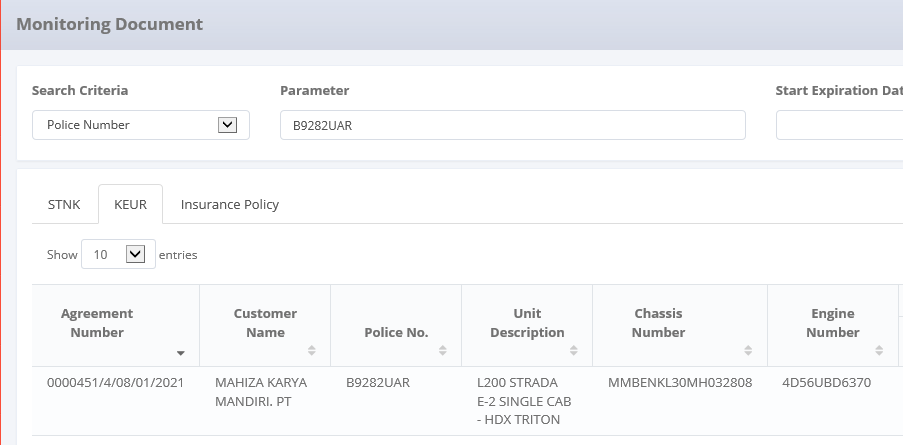 Monitoring Document
Search Criteria
Parameter
Start Expiration Dat
Police Number
B9282UAR
STNK
KEUR
Insurance Policy
Show 10 entries
Agreement
Number
Customer
Name
Police No.
Unit
Description
Chassis
Number
Engine
Number
0000451/4/08/01/2021
MAHIZA KARYA
MANDIRI. PT
B9282UAR
L200 STRADA
E-2 SINGLE CAB
- HDX TRITON
MMBENKL30MH032808
4D56UBD6370